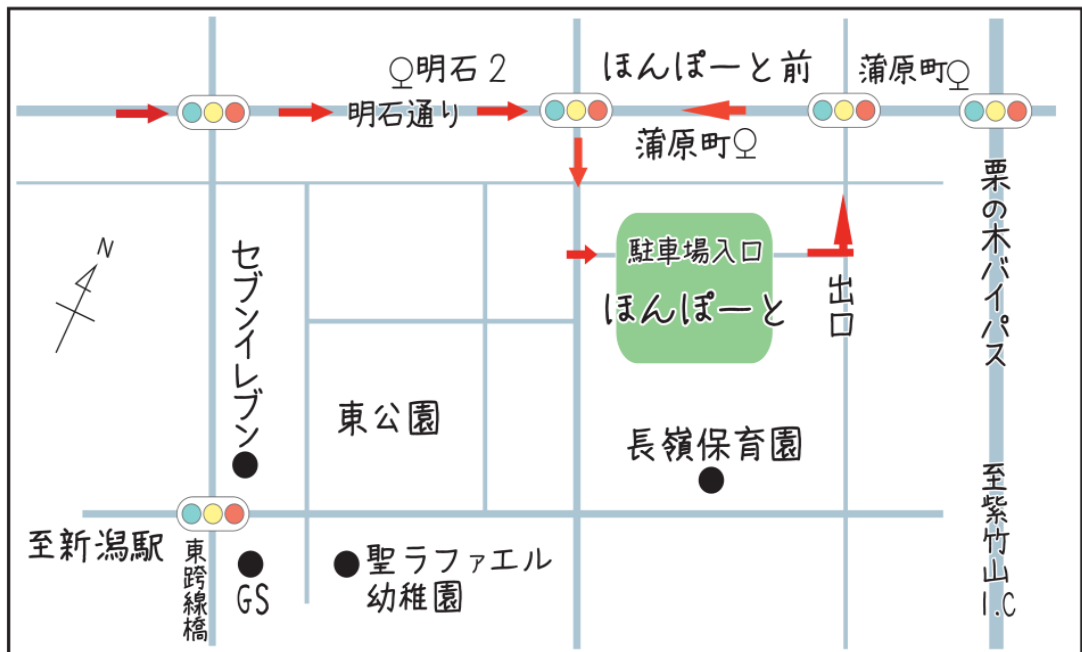 明石2
ほんぽーと前
蒲原町
明石通り
蒲原町
N
セブンイレブン
駐車場入口
ほんぽーと
出口
栗の木バイパス
東公園
長嶺保育園
至新潟駅
東跨線橋
GS
聖ラファエル
幼稚園
至紫竹山I.C